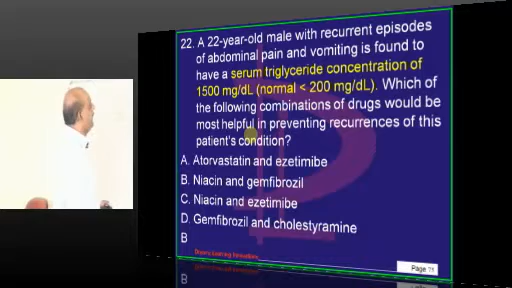 22. A 22-year-old male with recurrent episodes
of abdominal pain and vomiting is found to
have a serum triglyceride concentration of
1500 mg/dL (normal < 200 mg/dL). Which of
the following combinations of drugs would be
most helpful in preventing recurrences of this
patient's condition?
A. Atorvastatin and ezetimibe
B. Niacin and gemfibrozil
C. Niacin and ezetimibe
D. Gemfibrozil and cholestyramine
B
Page 75
B